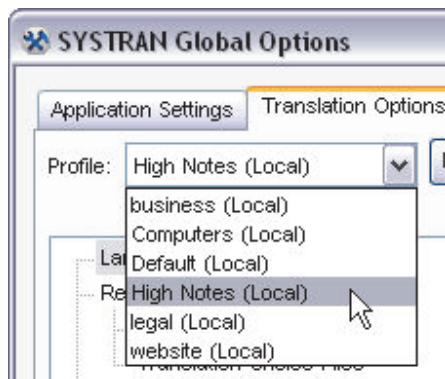 SYSTRAN Global Options
Application Settings
Translation Options
Profile: High Notes (Local)
business (Local)
Computers (Local)
Default (Local)
High Notes (Local)
legal (Local)
website (Local)